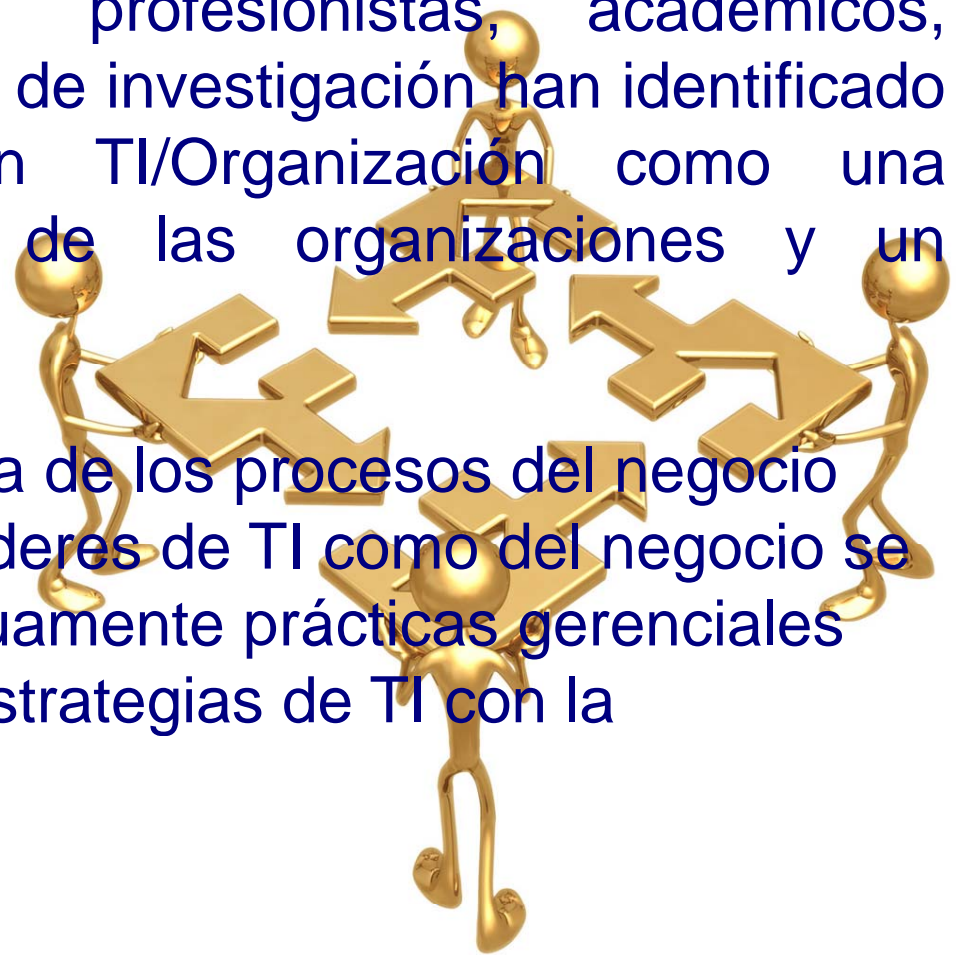 profesionistas, académicos,
de investigación han identificado
n TI/Organización como una
de las organizaciones y un
a de los procesos del negocio
deres de TI como del negocio se
uamente prácticas gerenciales
strategias de TI con la